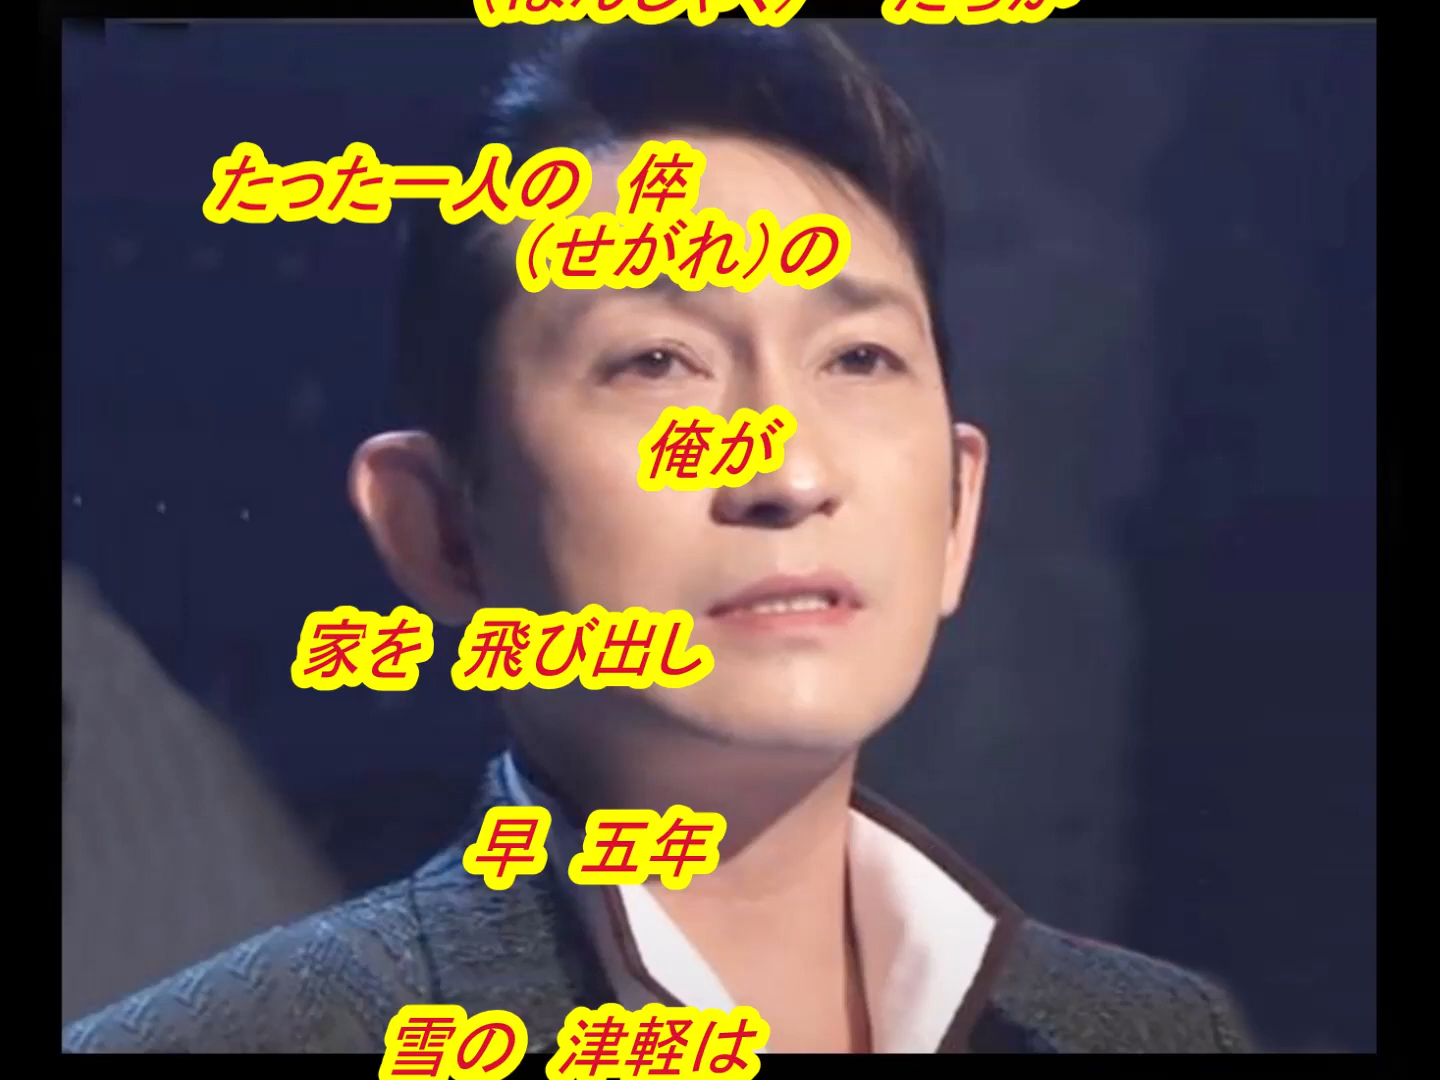 たった一人の 倅
(せがれ)の
俺が
家を 飛び出し
早 五年
雪の 津軽は